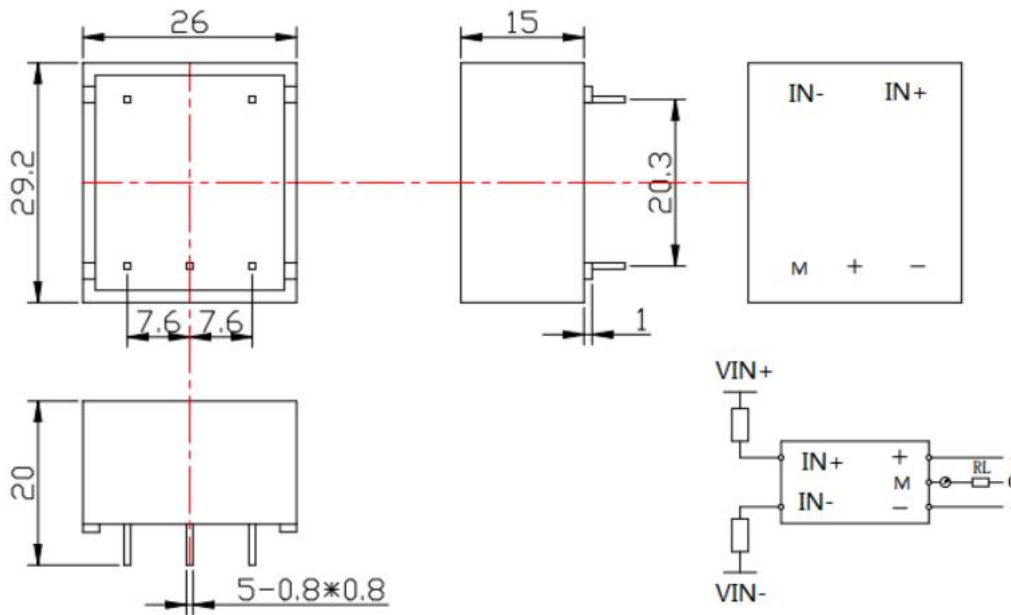 26
15
29.2
20.3
IN- IN+
M + -
7.6 7.6
1
20
5-0.8*0.8
VIN+
IN+ +
M RL
IN- -
VIN-